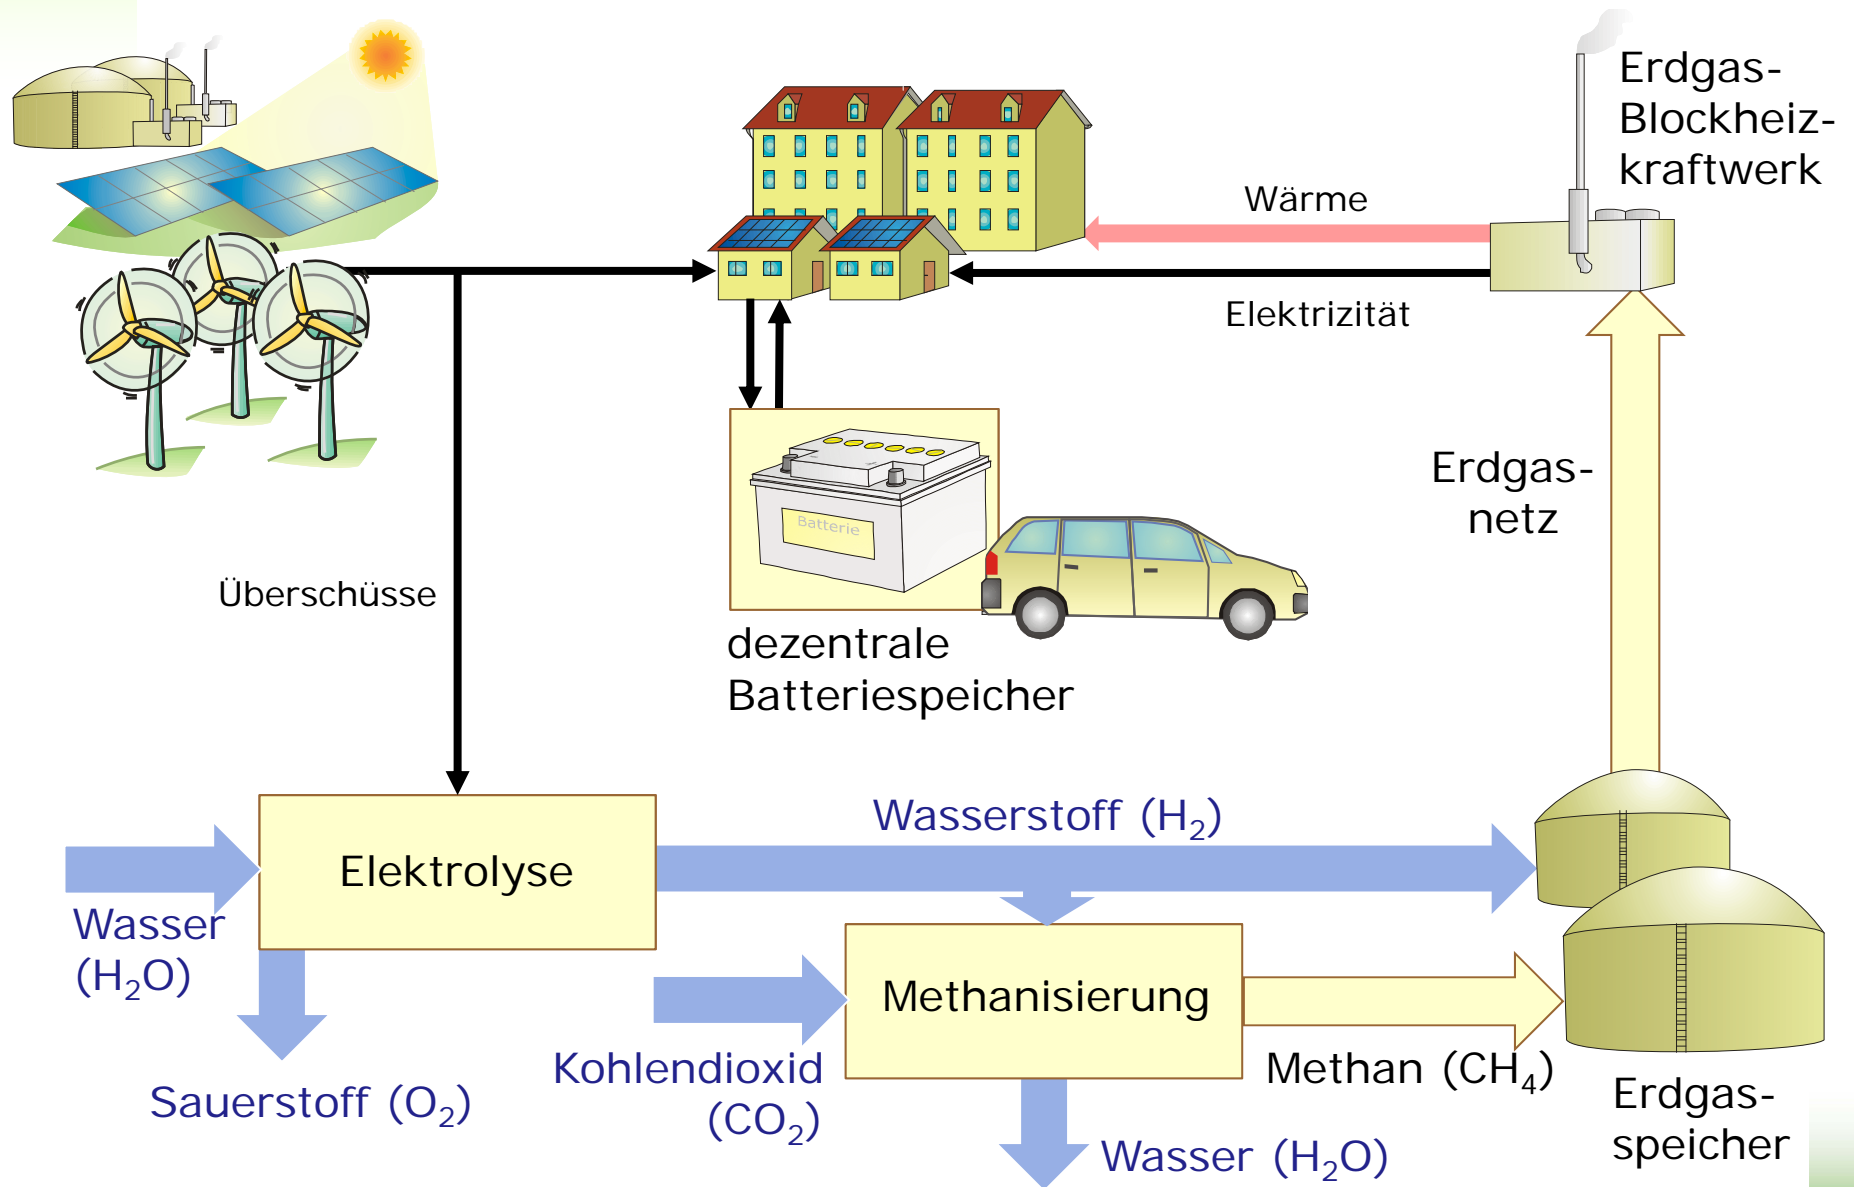 Erdgas-
Blockheiz-
kraftwerk
Wärme
Elektrizität
Erdgas-
netz
Batterie
Überschüsse
dezentrale
Batteriespeicher
Wasserstoff (H₂)
Elektrolyse
Wasser
(H₂O)
Methanisierung
Kohlendioxid
(CO₂)
Methan (CH₄)
Sauerstoff (O₂)
Erdgas-
speicher
Wasser (H₂O)